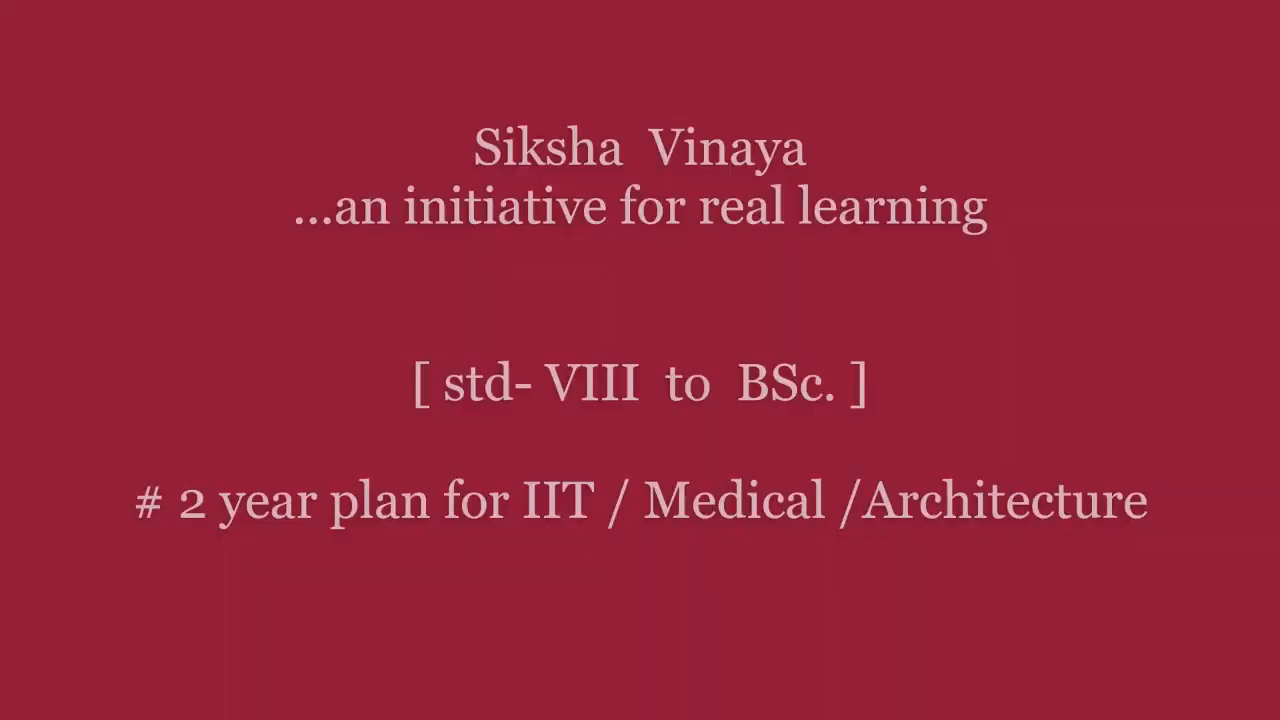 Siksha Vinaya
...an initiative for real learning
[ std- VIII to BSc. ]
# 2 year plan for IIT / Medical /Architecture